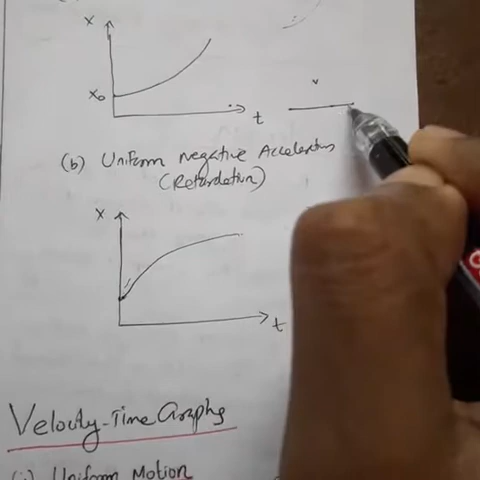 x
x₀
t
v
(b) Uniform negative Acceleration
(Retardation)
x
t
Velocity-Time Graphs
(i) Uniform Motion